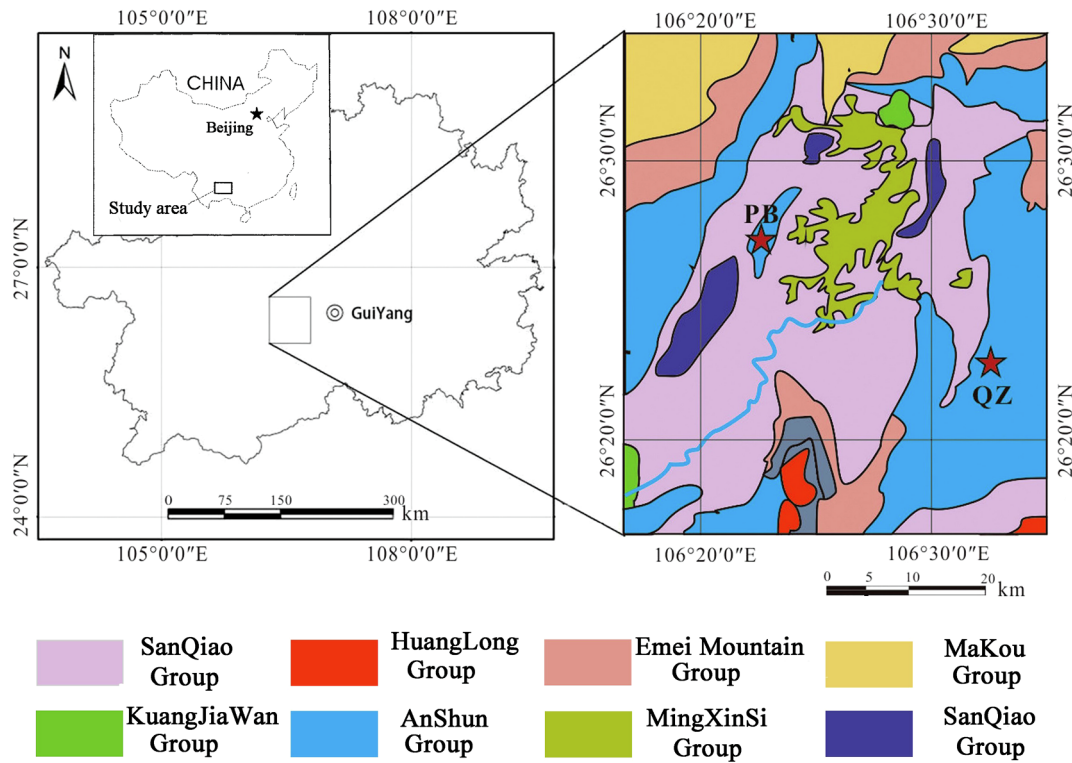 105°0′0″E 108°0′0″E
106°20′0″E 106°30′0″E
N
CHINA
Beijing
Study area
27°0′0″N
24°0′0″N
GuiYang
0 75 150 300
km
105°0′0″E 108°0′0″E
26°30′0″N
26°20′0″N
PB
QZ
26°30′0″N
26°20′0″N
106°20′0″E 106°30′0″E
0 5 10 20
km
SanQiao
Group
HuangLong
Group
Emei Mountain
Group
MaKou
Group
KuangJiaWan
Group
AnShun
Group
MingXinSi
Group
SanQiao
Group